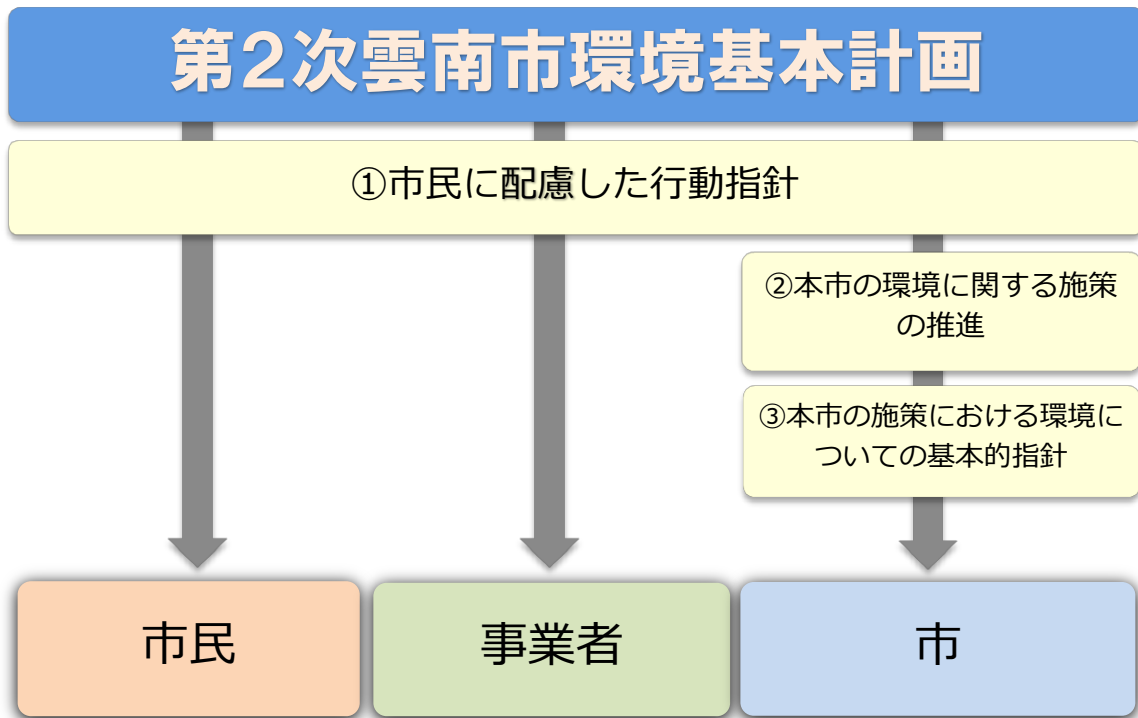 第2次雲南市環境基本計画
①市民に配慮した行動指針
②本市の環境に関する施策
の推進
③本市の施策における環境に
ついての基本的指針
市民
事業者
市